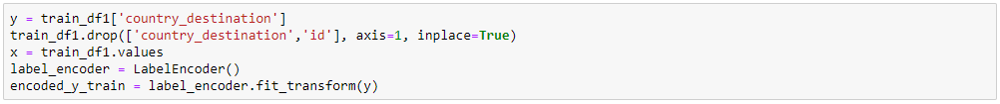 y = train_df1['country_destination']
train_df1.drop(['country_destination','id'], axis=1, inplace=True)
x = train_df1.values
label_encoder = LabelEncoder()
encoded_y_train = label_encoder.fit_transform(y)